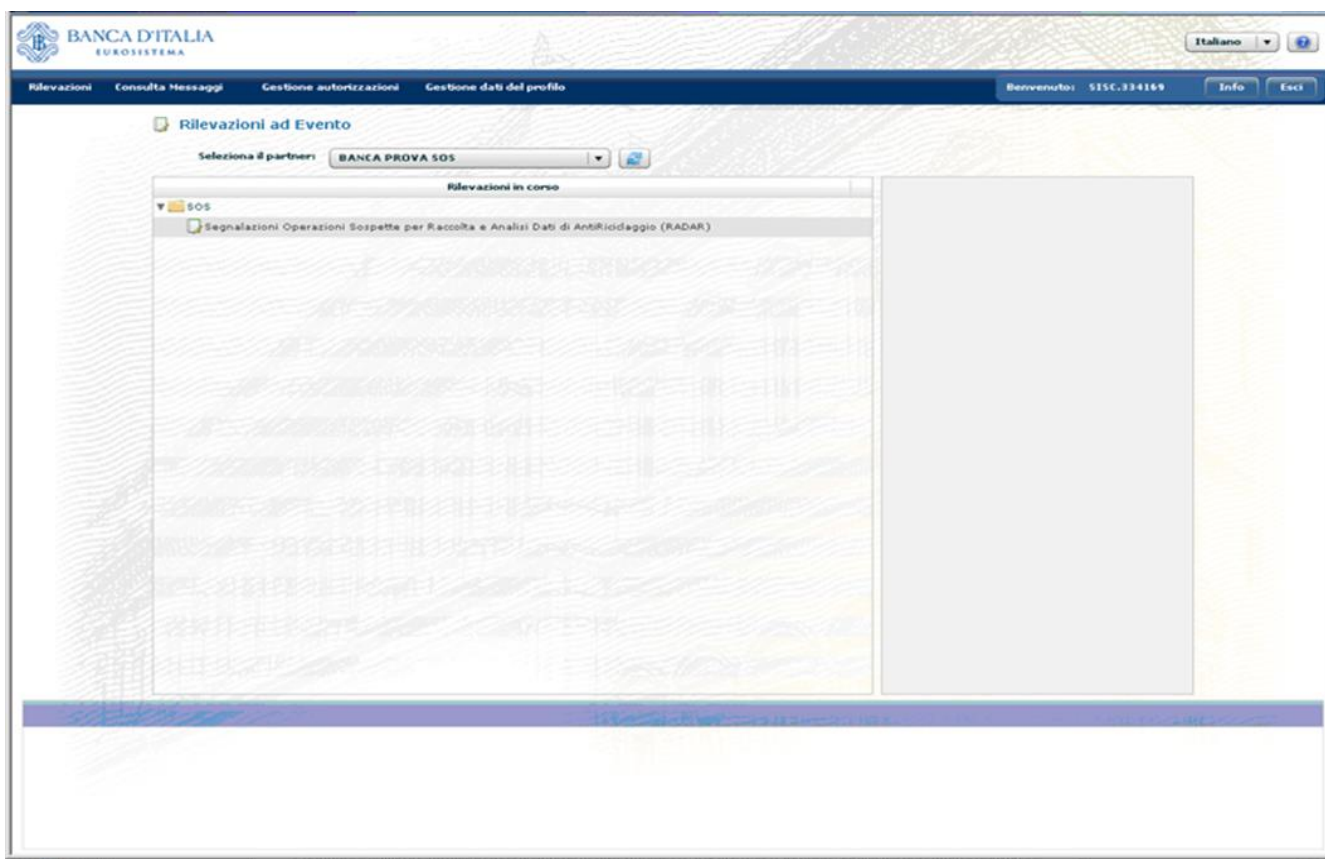 BANCA D'ITALIA
EUROSISTEMA
Italiano
Rilevazioni Consulta Messaggi Gestione autorizzazioni Gestione dati del profilo Benvenuto: SISC.334169 Info Esci
Rilevazioni ad Evento
Seleziona il partner: BANCA PROVA SOS
Rilevazioni in corso
SOS
Segnalazioni Operazioni Sospette per Raccolta e Analisi Dati di AntiRiciclaggio (RADAR)